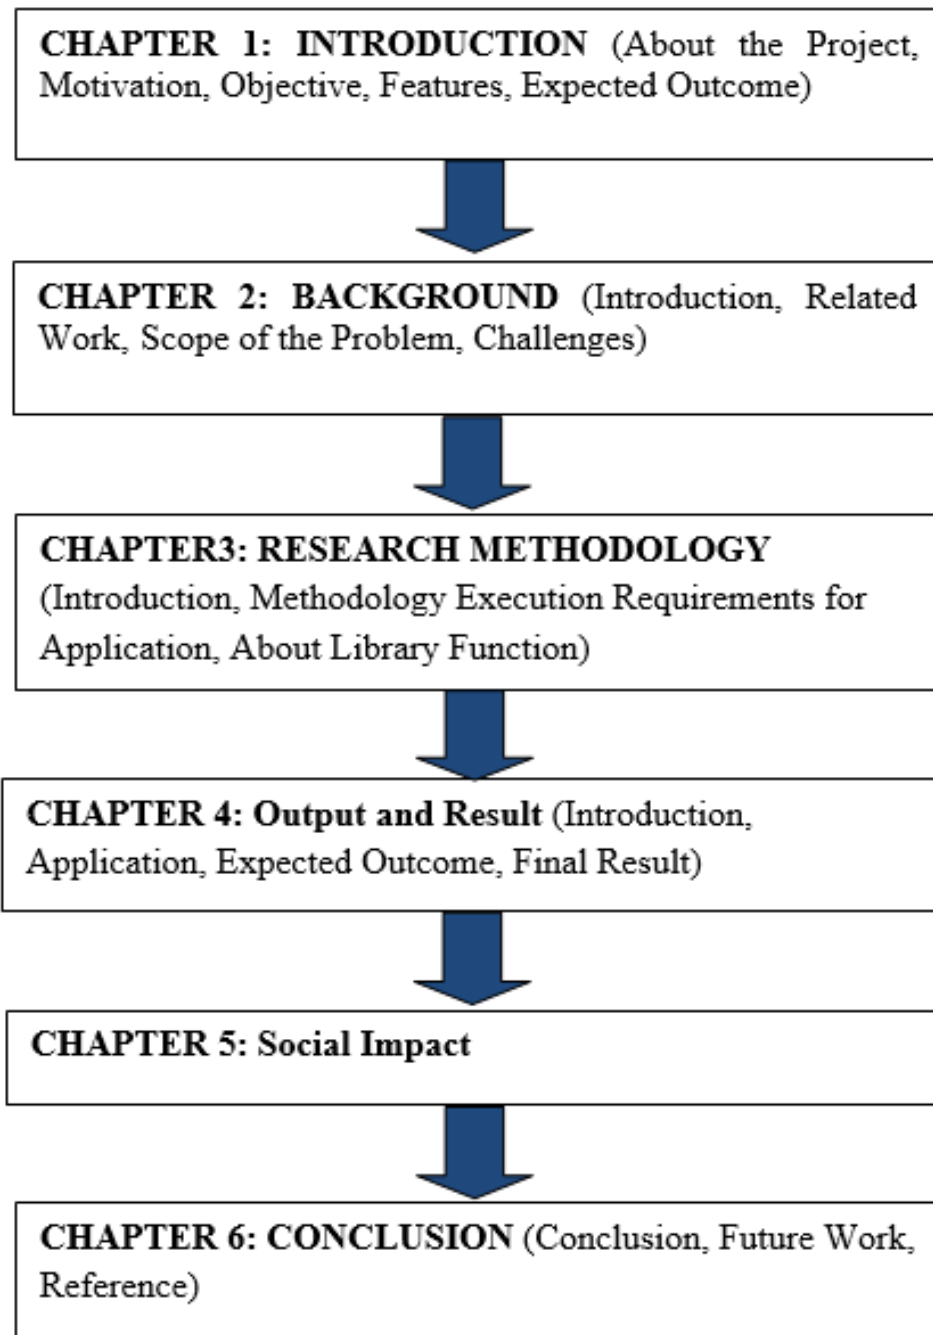 CHAPTER 1: INTRODUCTION (About the Project,
Motivation, Objective, Features, Expected Outcome)
CHAPTER 2: BACKGROUND (Introduction, Related
Work, Scope of the Problem, Challenges)
CHAPTER3: RESEARCH METHODOLOGY
(Introduction, Methodology Execution Requirements for
Application, About Library Function)
CHAPTER 4: Output and Result (Introduction,
Application, Expected Outcome, Final Result)
CHAPTER 5: Social Impact
CHAPTER 6: CONCLUSION (Conclusion, Future Work,
Reference)